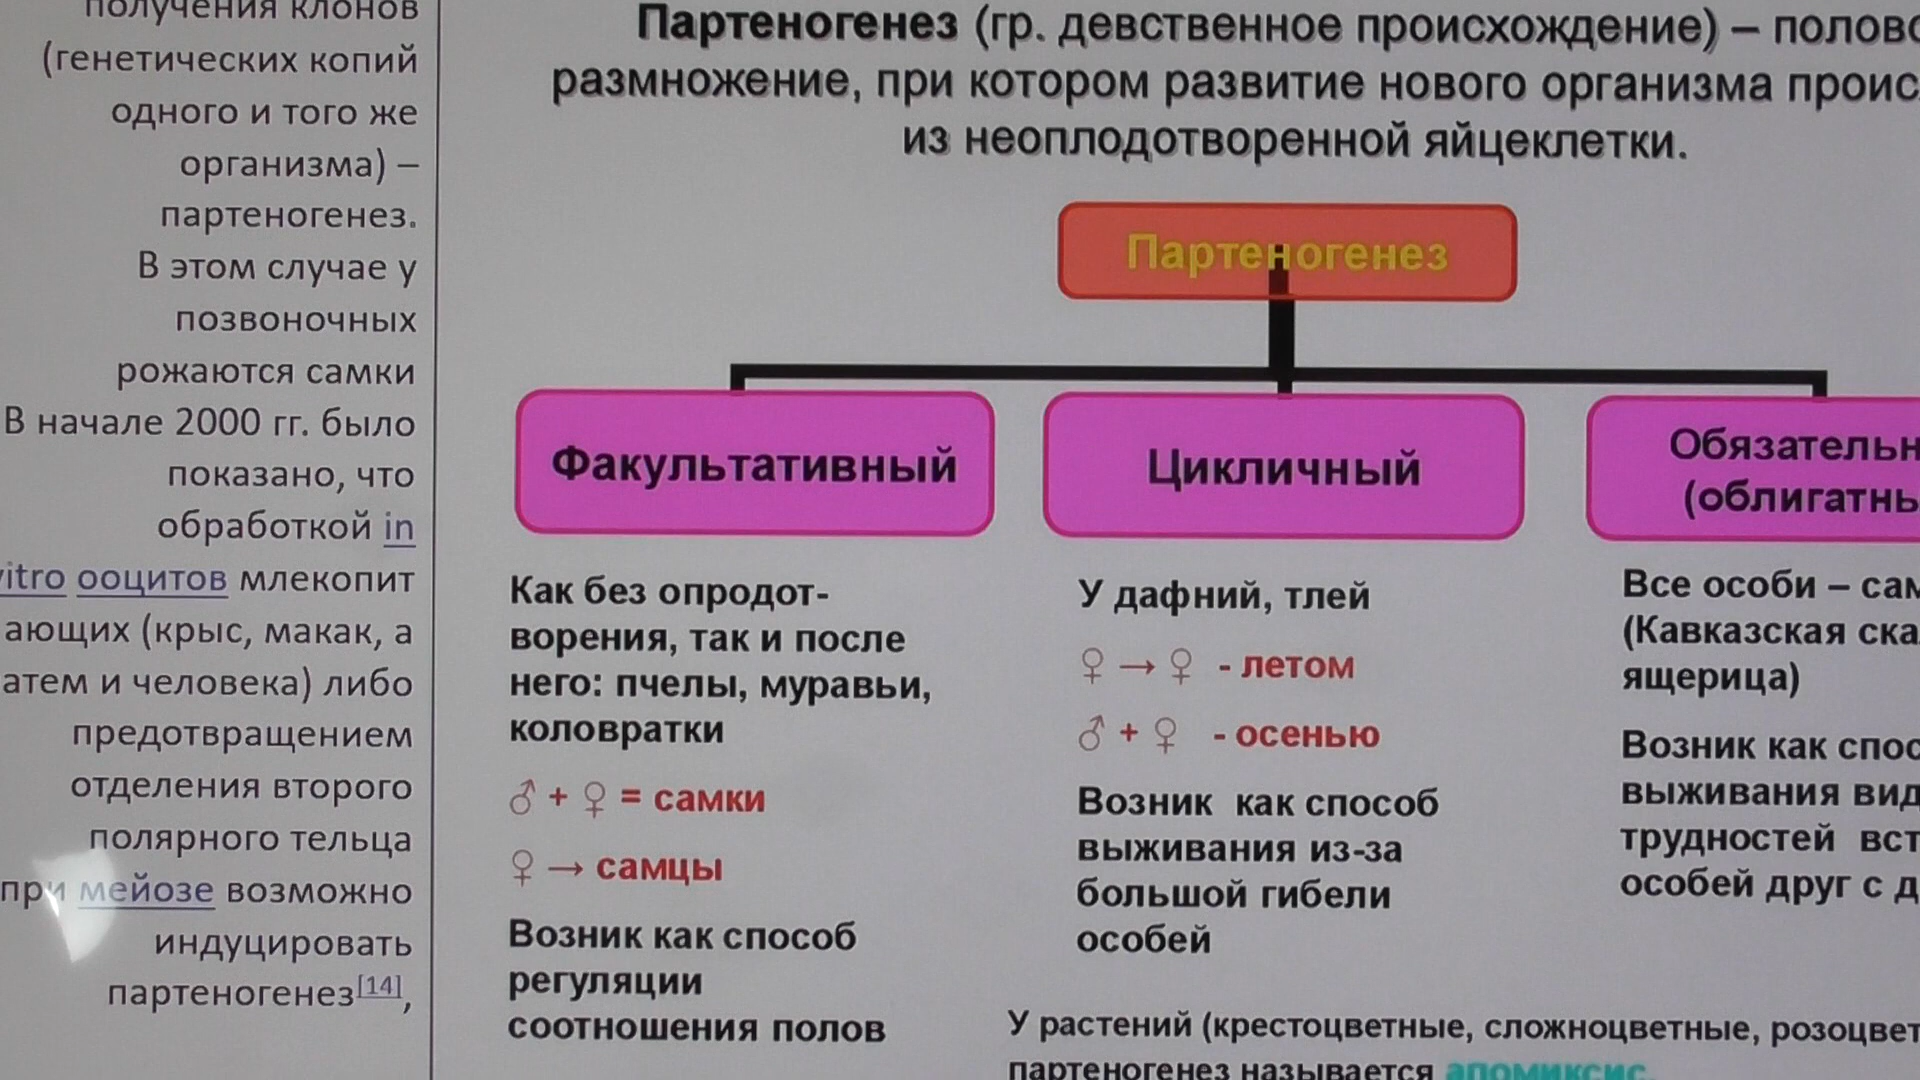 получения клонов
(генетических копий
одного и того же
организма) –
партеногенез.
В этом случае у
позвоночных
рожаются самки
В начале 2000 гг. было
показано, что
обработкой in
vitro ооцитов млекопит
ающих (крыс, макак, а
атем и человека) либо
предотвращением
отделения второго
полярного тельца
при мейозе возможно
индуцировать
партеногенез[14],
Партеногенез (гр. девственное происхождение) – полово
размножение, при котором развитие нового организма проис
из неоплодотворенной яйцеклетки.
Партеногенез
Факультативный
Как без опродот-
ворения, так и после
него: пчелы, муравьи,
коловратки
♂ + ♀ = самки
♀ → самцы
Возник как способ
регуляции
соотношения полов
Цикличный
У дафний, тлей
♀ → ♀ - летом
♂ + ♀ - осенью
Возник как способ
выживания из-за
большой гибели
особей
Обязательн
(облигатны
Все особи – сам
(Кавказская ска
ящерица)
Возник как спос
выживания вид
трудностей вст
особей друг с д
У растений (крестоцветные, сложноцветные, розоцвет
партеногенез называется апомиксис.